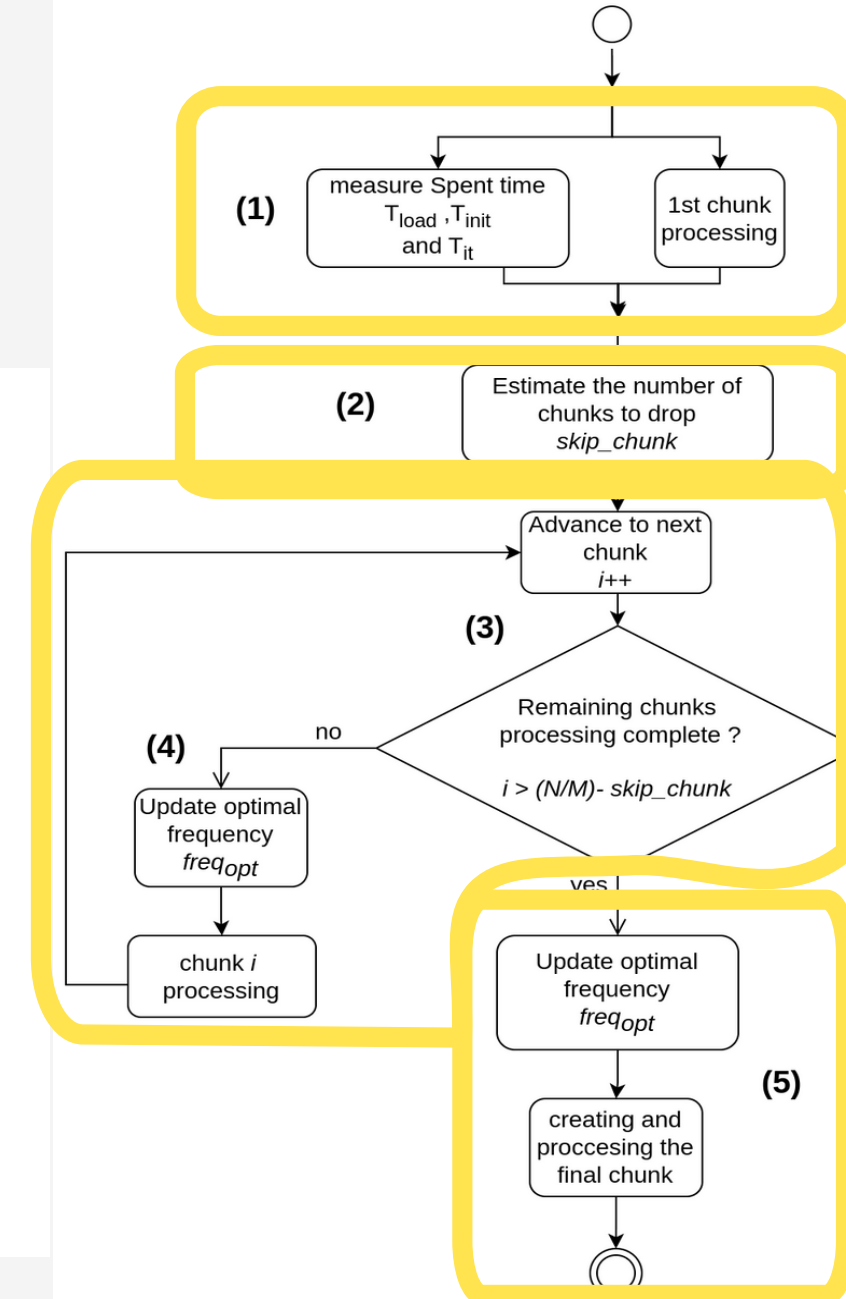 (1)
measure Spent time
Tload ,Tinit
and Tit
1st chunk
processing
(2)
Estimate the number of
chunks to drop
skip_chunk
Advance to next
chunk
i++
(3)
Remaining chunks
processing complete ?
i > (N/M)- skip_chunk
no
(4)
Update optimal
frequency
freqopt
chunk i
processing
yes
Update optimal
frequency
freqopt
(5)
creating and
proccesing the
final chunk